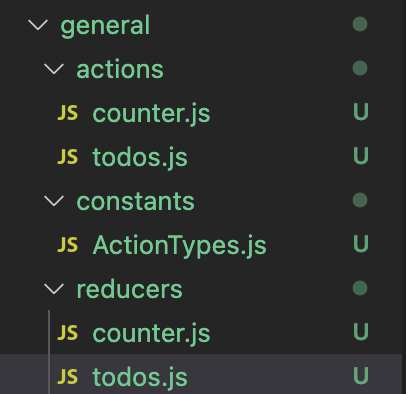 general
actions
JS counter.js U
JS todos.js U
constants
JS ActionTypes.js U
reducers
JS counter.js U
JS todos.js U